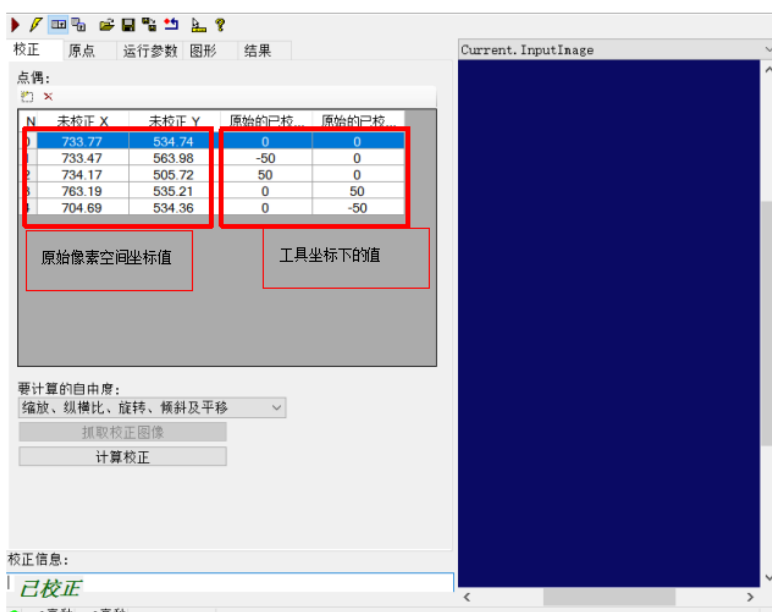 校正 原点 运行参数 图形 结果
Current.InputImage
点偶:
N 未校正 X 未校正 Y 原始的已校... 原始的已校...
733.77 534.74 0 0
733.47 563.98 -50 0
734.17 505.72 50 0
763.19 535.21 0 50
704.69 534.36 0 -50
原始像素空间坐标值
工具坐标下的值
要计算的自由度:
缩放、纵横比、旋转、倾斜及平移
抓取校正图像
计算校正
校正信息:
已校正